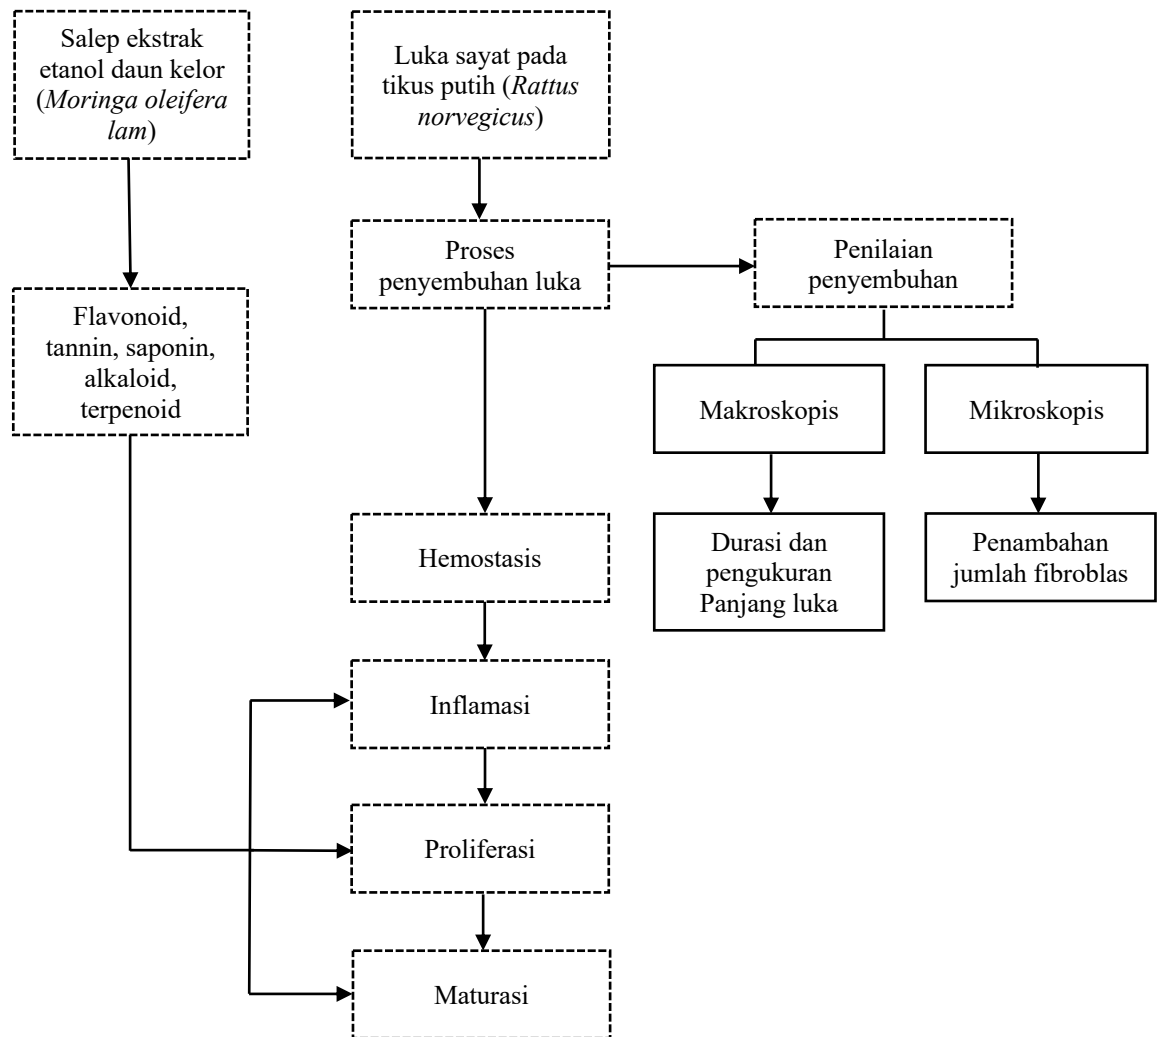 Salep ekstrak
etanol daun kelor
(Moringa oleifera
lam)
Luka sayat pada
tikus putih (Rattus
norvegicus)
Proses
penyembuhan luka
Penilaian
penyembuhan
Flavonoid,
tannin, saponin,
alkaloid,
terpenoid
Makroskopis
Mikroskopis
Hemostasis
Durasi dan
pengukuran
Panjang luka
Penambahan
jumlah fibroblas
Inflamasi
Proliferasi
Maturasi